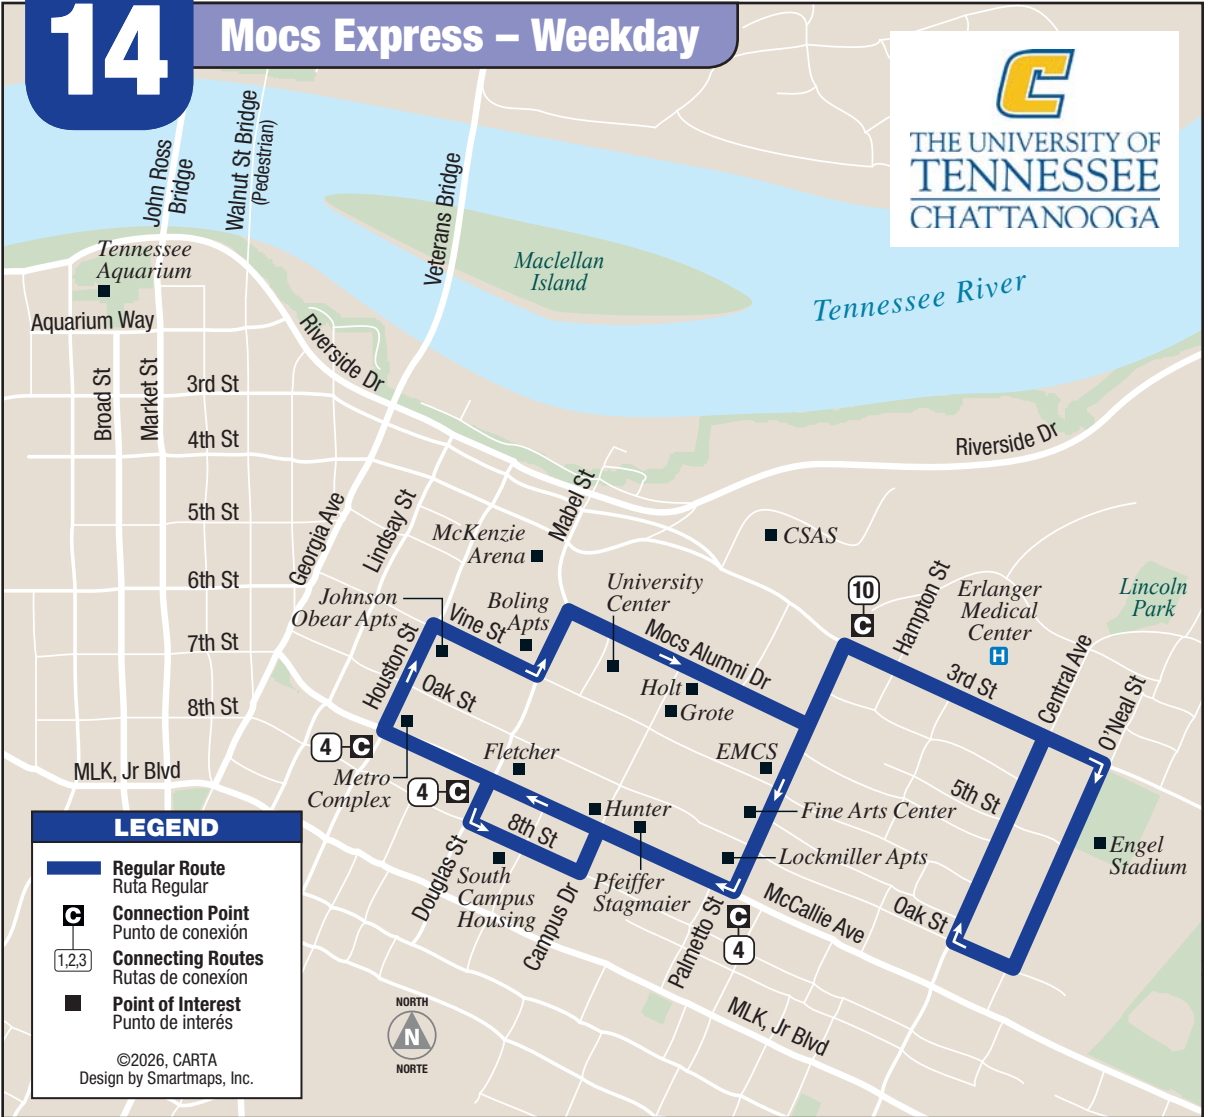 14
Mocs Express – Weekday
C
THE UNIVERSITY OF
TENNESSEE
CHATTANOOGA
John Ross
Bridge
Walnut St Bridge
(Pedestrian)
Veterans Bridge
Tennessee
Aquarium
Maclellan
Island
Tennessee River
Aquarium Way
Riverside Dr
Broad St
Market St
3rd St
4th St
Riverside Dr
5th St
Georgia Ave
Lindsay St
Mabel St
McKenzie
Arena
CSAS
6th St
Johnson
Obear Apts
Vine St
Boling
Apts
University
Center
10
C
Hampton St
Erlanger
Medical
Center
H
Lincoln
Park
7th St
Houston St
Oak St
Mocs Alumni Dr
Holt
Grote
3rd St
Central Ave
O'Neal St
8th St
4
C
Metro
Complex
Fletcher
EMCS
MLK, Jr Blvd
4
C
Hunter
Fine Arts Center
5th St
8th St
Engel
Stadium
Lockmiller Apts
Douglas St
South
Campus
Housing
Campus Dr
Pfeiffer
Stagmaier
Palmetto St
C
4
McCallie Ave
Oak St
MLK, Jr Blvd
LEGEND
Regular Route
Ruta Regular
C
Connection Point
Punto de conexión
1,2,3
Connecting Routes
Rutas de conexíon
Point of Interest
Punto de interés
©2026, CARTA
Design by Smartmaps, Inc.
NORTH
N
NORTE